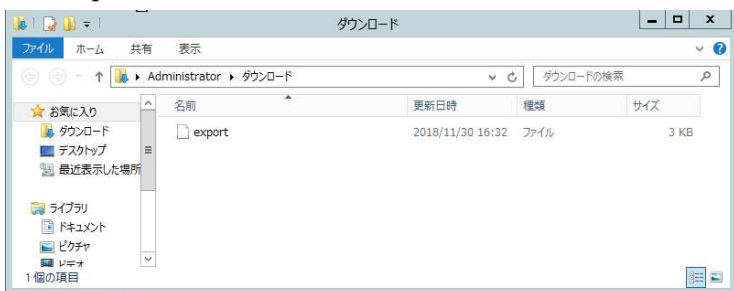 ダウンロード
ファイル ホーム 共有 表示
Administrator ダウンロード ダウンロードの検索
お気に入り
ダウンロード
デスクトップ
最近表示した場所
ライブラリ
ドキュメント
ピクチャ
ビデオ
名前 更新日時 種類 サイズ
export 2018/11/30 16:32 ファイル 3 KB
1 個の項目